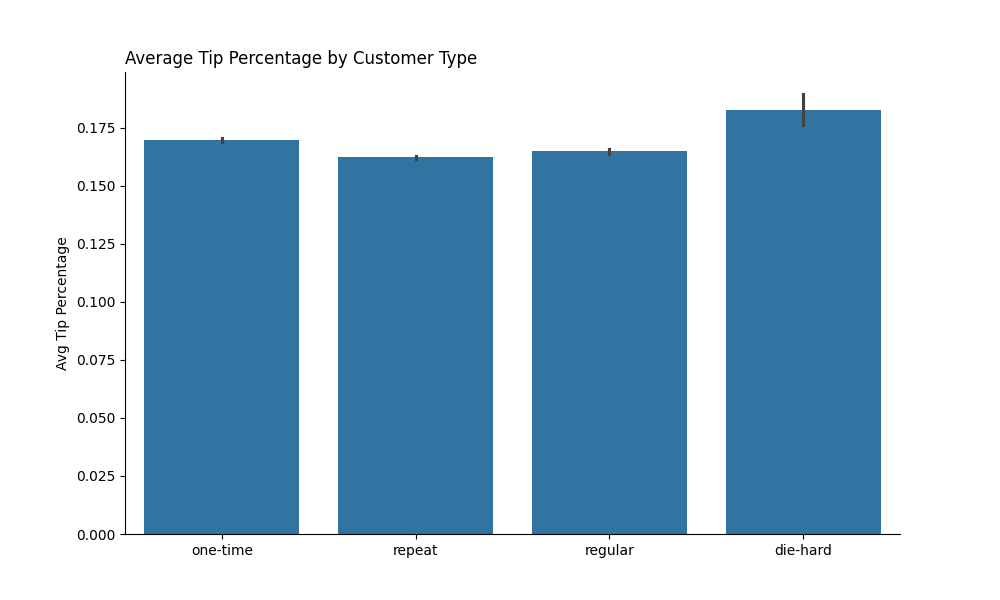 Average Tip Percentage by Customer Type
Avg Tip Percentage
0.175
0.150
0.125
0.100
0.075
0.050
0.025
0.000
one-time repeat regular die-hard